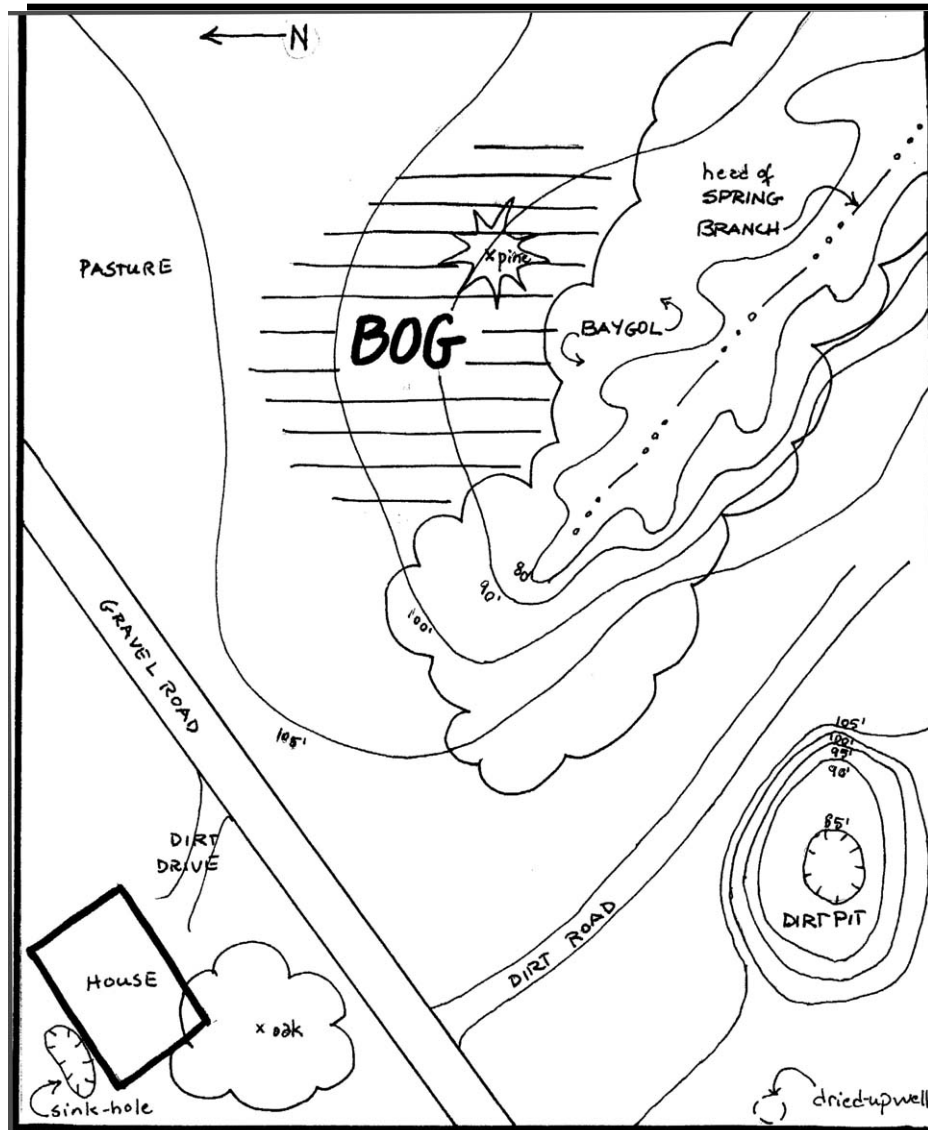 N
head of
SPRING
BRANCH
PASTURE
x pine
BOG
BAYGOL
80'
90'
100'
GRAVEL ROAD
105'
105'
100'
95'
90'
85'
DIRT
DRIVE
DIRT PIT
DIRT ROAD
HOUSE
x oak
sink-hole
dried-up well